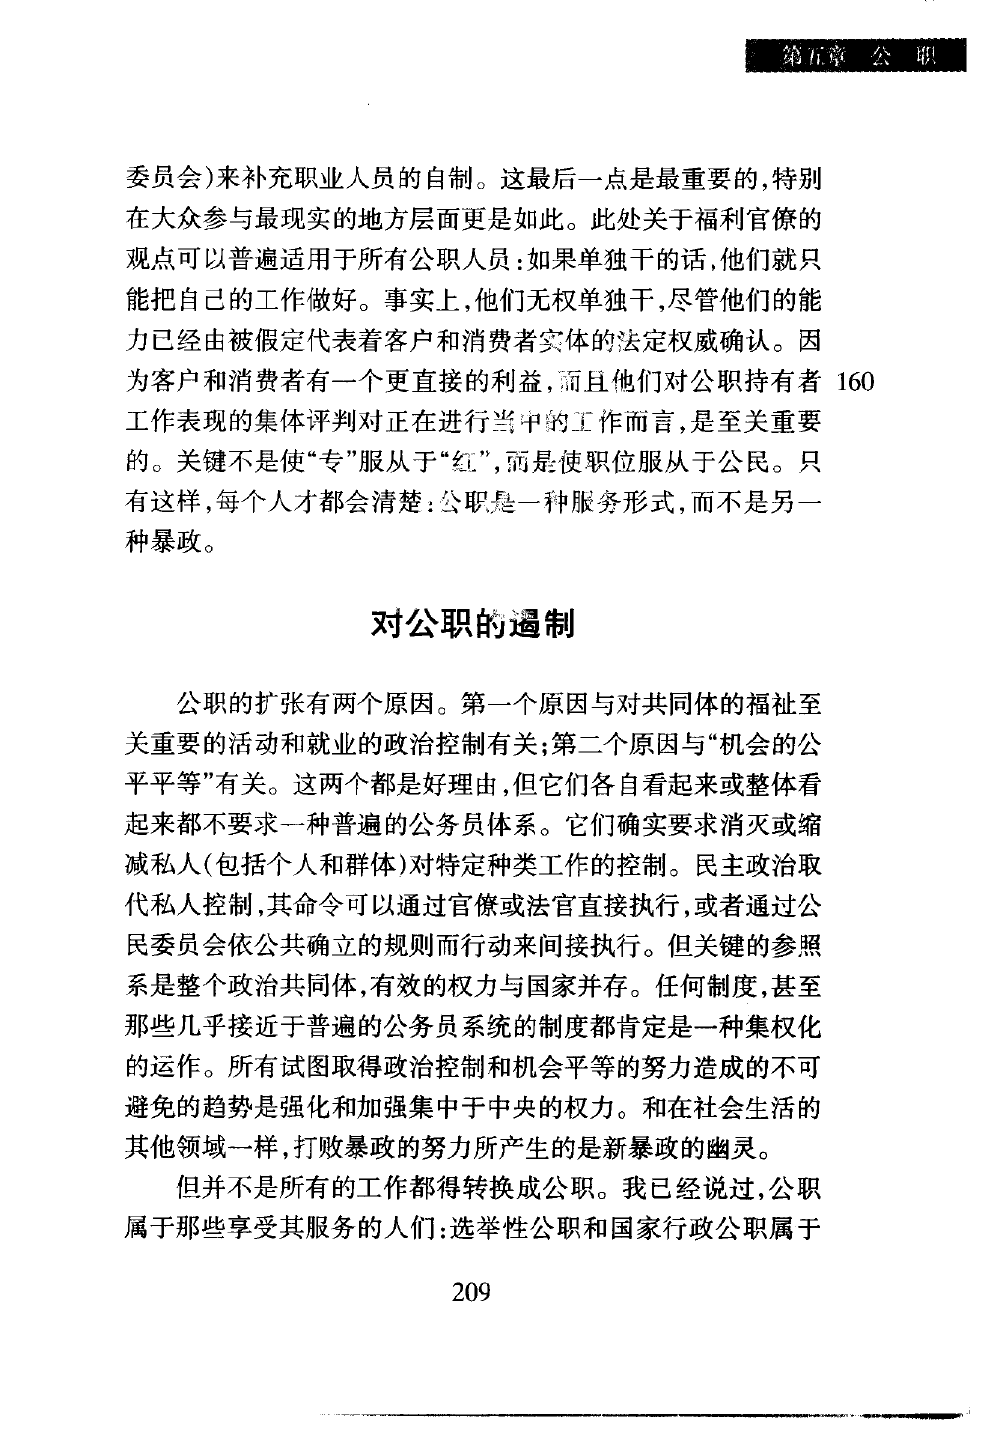 第五章 公 职
委员会)来补充职业人员的自制。这最后一点是最重要的,特别
在大众参与最现实的地方层面更是如此。此处关于福利官僚的
观点可以普遍适用于所有公职人员:如果单独干的话,他们就只
能把自己的工作做好。事实上,他们无权单独干,尽管他们的能
力已经由被假定代表着客户和消费者实体的法定权威确认。因
为客户和消费者有一个更直接的利益,而且他们对公职持有者 160
工作表现的集体评判对正在进行当中的工作而言,是至关重要
的。关键不是使“专”服从于“红”,而是使职位服从于公民。只
有这样,每个人才都会清楚:公职是一种服务形式,而不是另一
种暴政。
对公职的遏制
公职的扩张有两个原因。第一个原因与对共同体的福祉至
关重要的活动和就业的政治控制有关;第二个原因与“机会的公
平平等”有关。这两个都是好理由,但它们各自看起来或整体看
起来都不要求一种普遍的公务员体系。它们确实要求消灭或缩
减私人(包括个人和群体)对特定种类工作的控制。民主政治取
代私人控制,其命令可以通过官僚或法官直接执行,或者通过公
民委员会依公共确立的规则而行动来间接执行。但关键的参照
系是整个政治共同体,有效的权力与国家并存。任何制度,甚至
那些几乎接近于普遍的公务员系统的制度都肯定是一种集权化
的运作。所有试图取得政治控制和机会平等的努力造成的不可
避免的趋势是强化和加强集中于中央的权力。和在社会生活的
其他领域一样,打败暴政的努力所产生的是新暴政的幽灵。
但并不是所有的工作都得转换成公职。我已经说过,公职
属于那些享受其服务的人们:选举性公职和国家行政公职属于
209